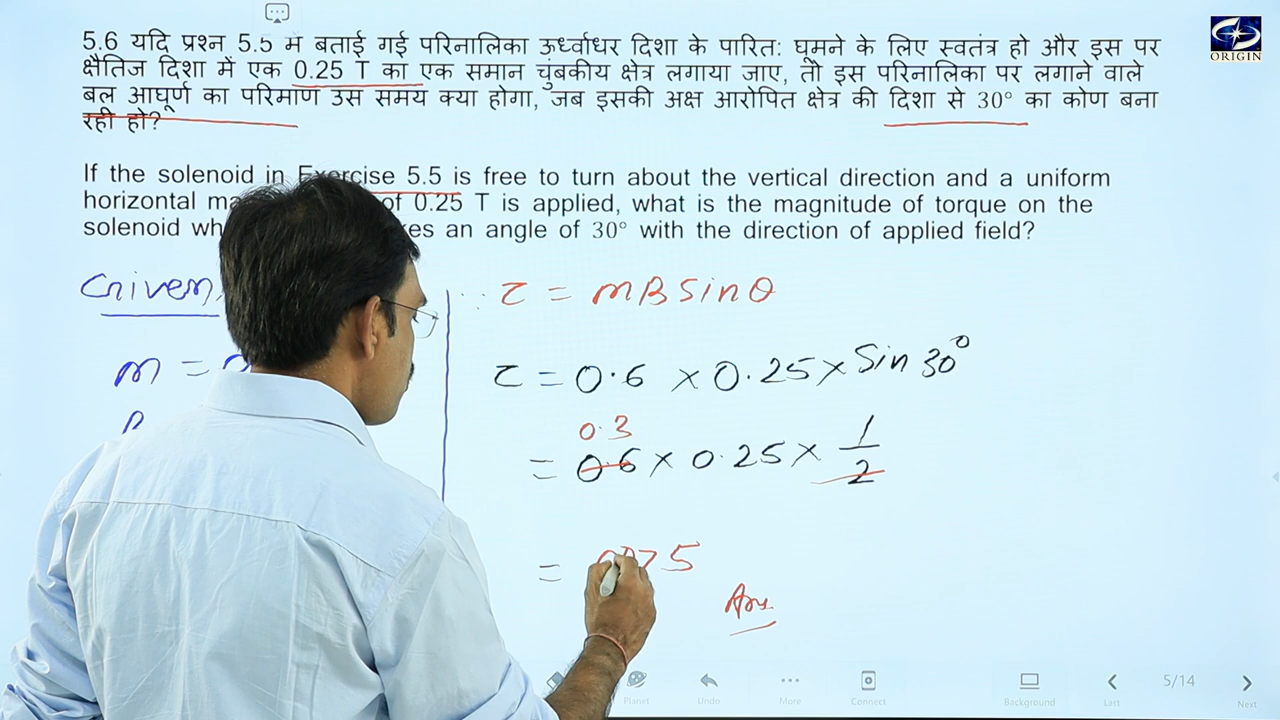 5.6 यदि प्रश्न 5.5 में बताई गई परिनालिका ऊर्ध्वाधर दिशा के पारित: घूमने के लिए स्वतंत्र हो और इस पर
क्षैतिज दिशा में एक 0.25 T का एक समान चुंबकीय क्षेत्र लगाया जाए, तो इस परिनालिका पर लगाने वाले
बल आघूर्ण का परिमाण उस समय क्या होगा, जब इसकी अक्ष आरोपित क्षेत्र की दिशा से 30° का कोण बना
रही हो?
If the solenoid in Exercise 5.5 is free to turn about the vertical direction and a uniform
horizontal of 0.25 T is applied, what is the magnitude of torque on the
solenoid an angle of 30° with the direction of applied field?
Given,
τ = mB sin θ
m =
τ = 0.6 × 0.25 × Sin 30°
0.3
= 0.6 × 0.25 × 1/2
= 75
Ans
ORIGIN
Planet
Undo
More
Connect
Background
Last
5/14
Next